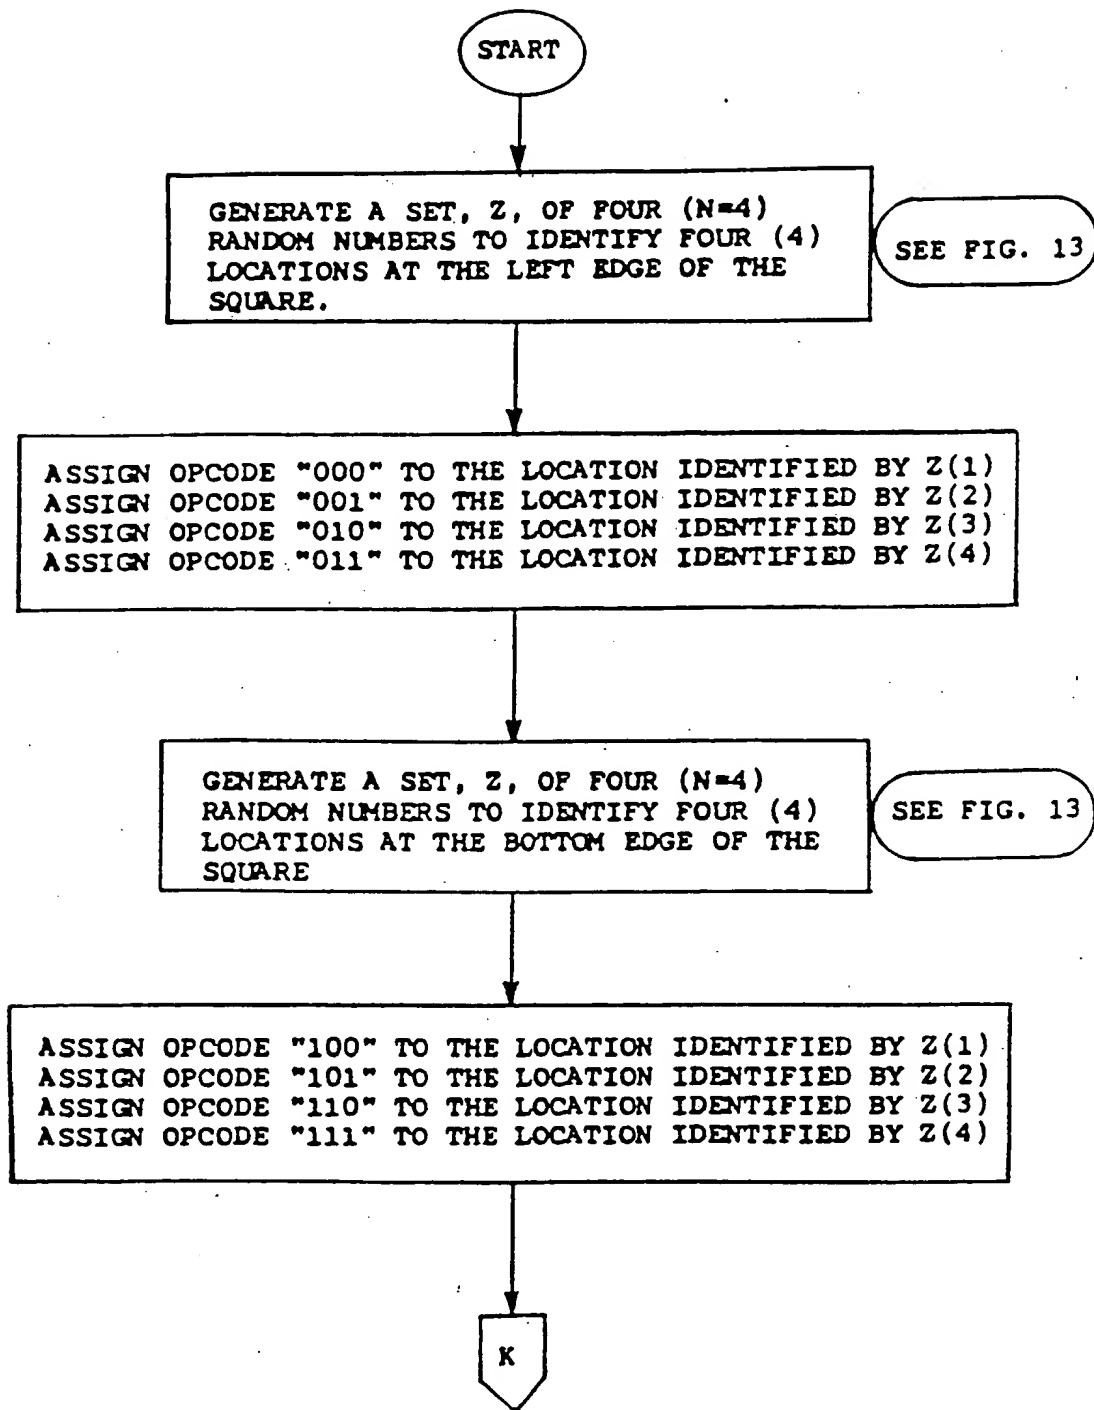 START
GENERATE A SET, Z, OF FOUR (N=4)
RANDOM NUMBERS TO IDENTIFY FOUR (4)
LOCATIONS AT THE LEFT EDGE OF THE
SQUARE.
SEE FIG. 13
ASSIGN OPCODE "000" TO THE LOCATION IDENTIFIED BY Z(1)
ASSIGN OPCODE "001" TO THE LOCATION IDENTIFIED BY Z(2)
ASSIGN OPCODE "010" TO THE LOCATION IDENTIFIED BY Z(3)
ASSIGN OPCODE "011" TO THE LOCATION IDENTIFIED BY Z(4)
GENERATE A SET, Z, OF FOUR (N=4)
RANDOM NUMBERS TO IDENTIFY FOUR (4)
LOCATIONS AT THE BOTTOM EDGE OF THE
SQUARE
SEE FIG. 13
ASSIGN OPCODE "100" TO THE LOCATION IDENTIFIED BY Z(1)
ASSIGN OPCODE "101" TO THE LOCATION IDENTIFIED BY Z(2)
ASSIGN OPCODE "110" TO THE LOCATION IDENTIFIED BY Z(3)
ASSIGN OPCODE "111" TO THE LOCATION IDENTIFIED BY Z(4)
K